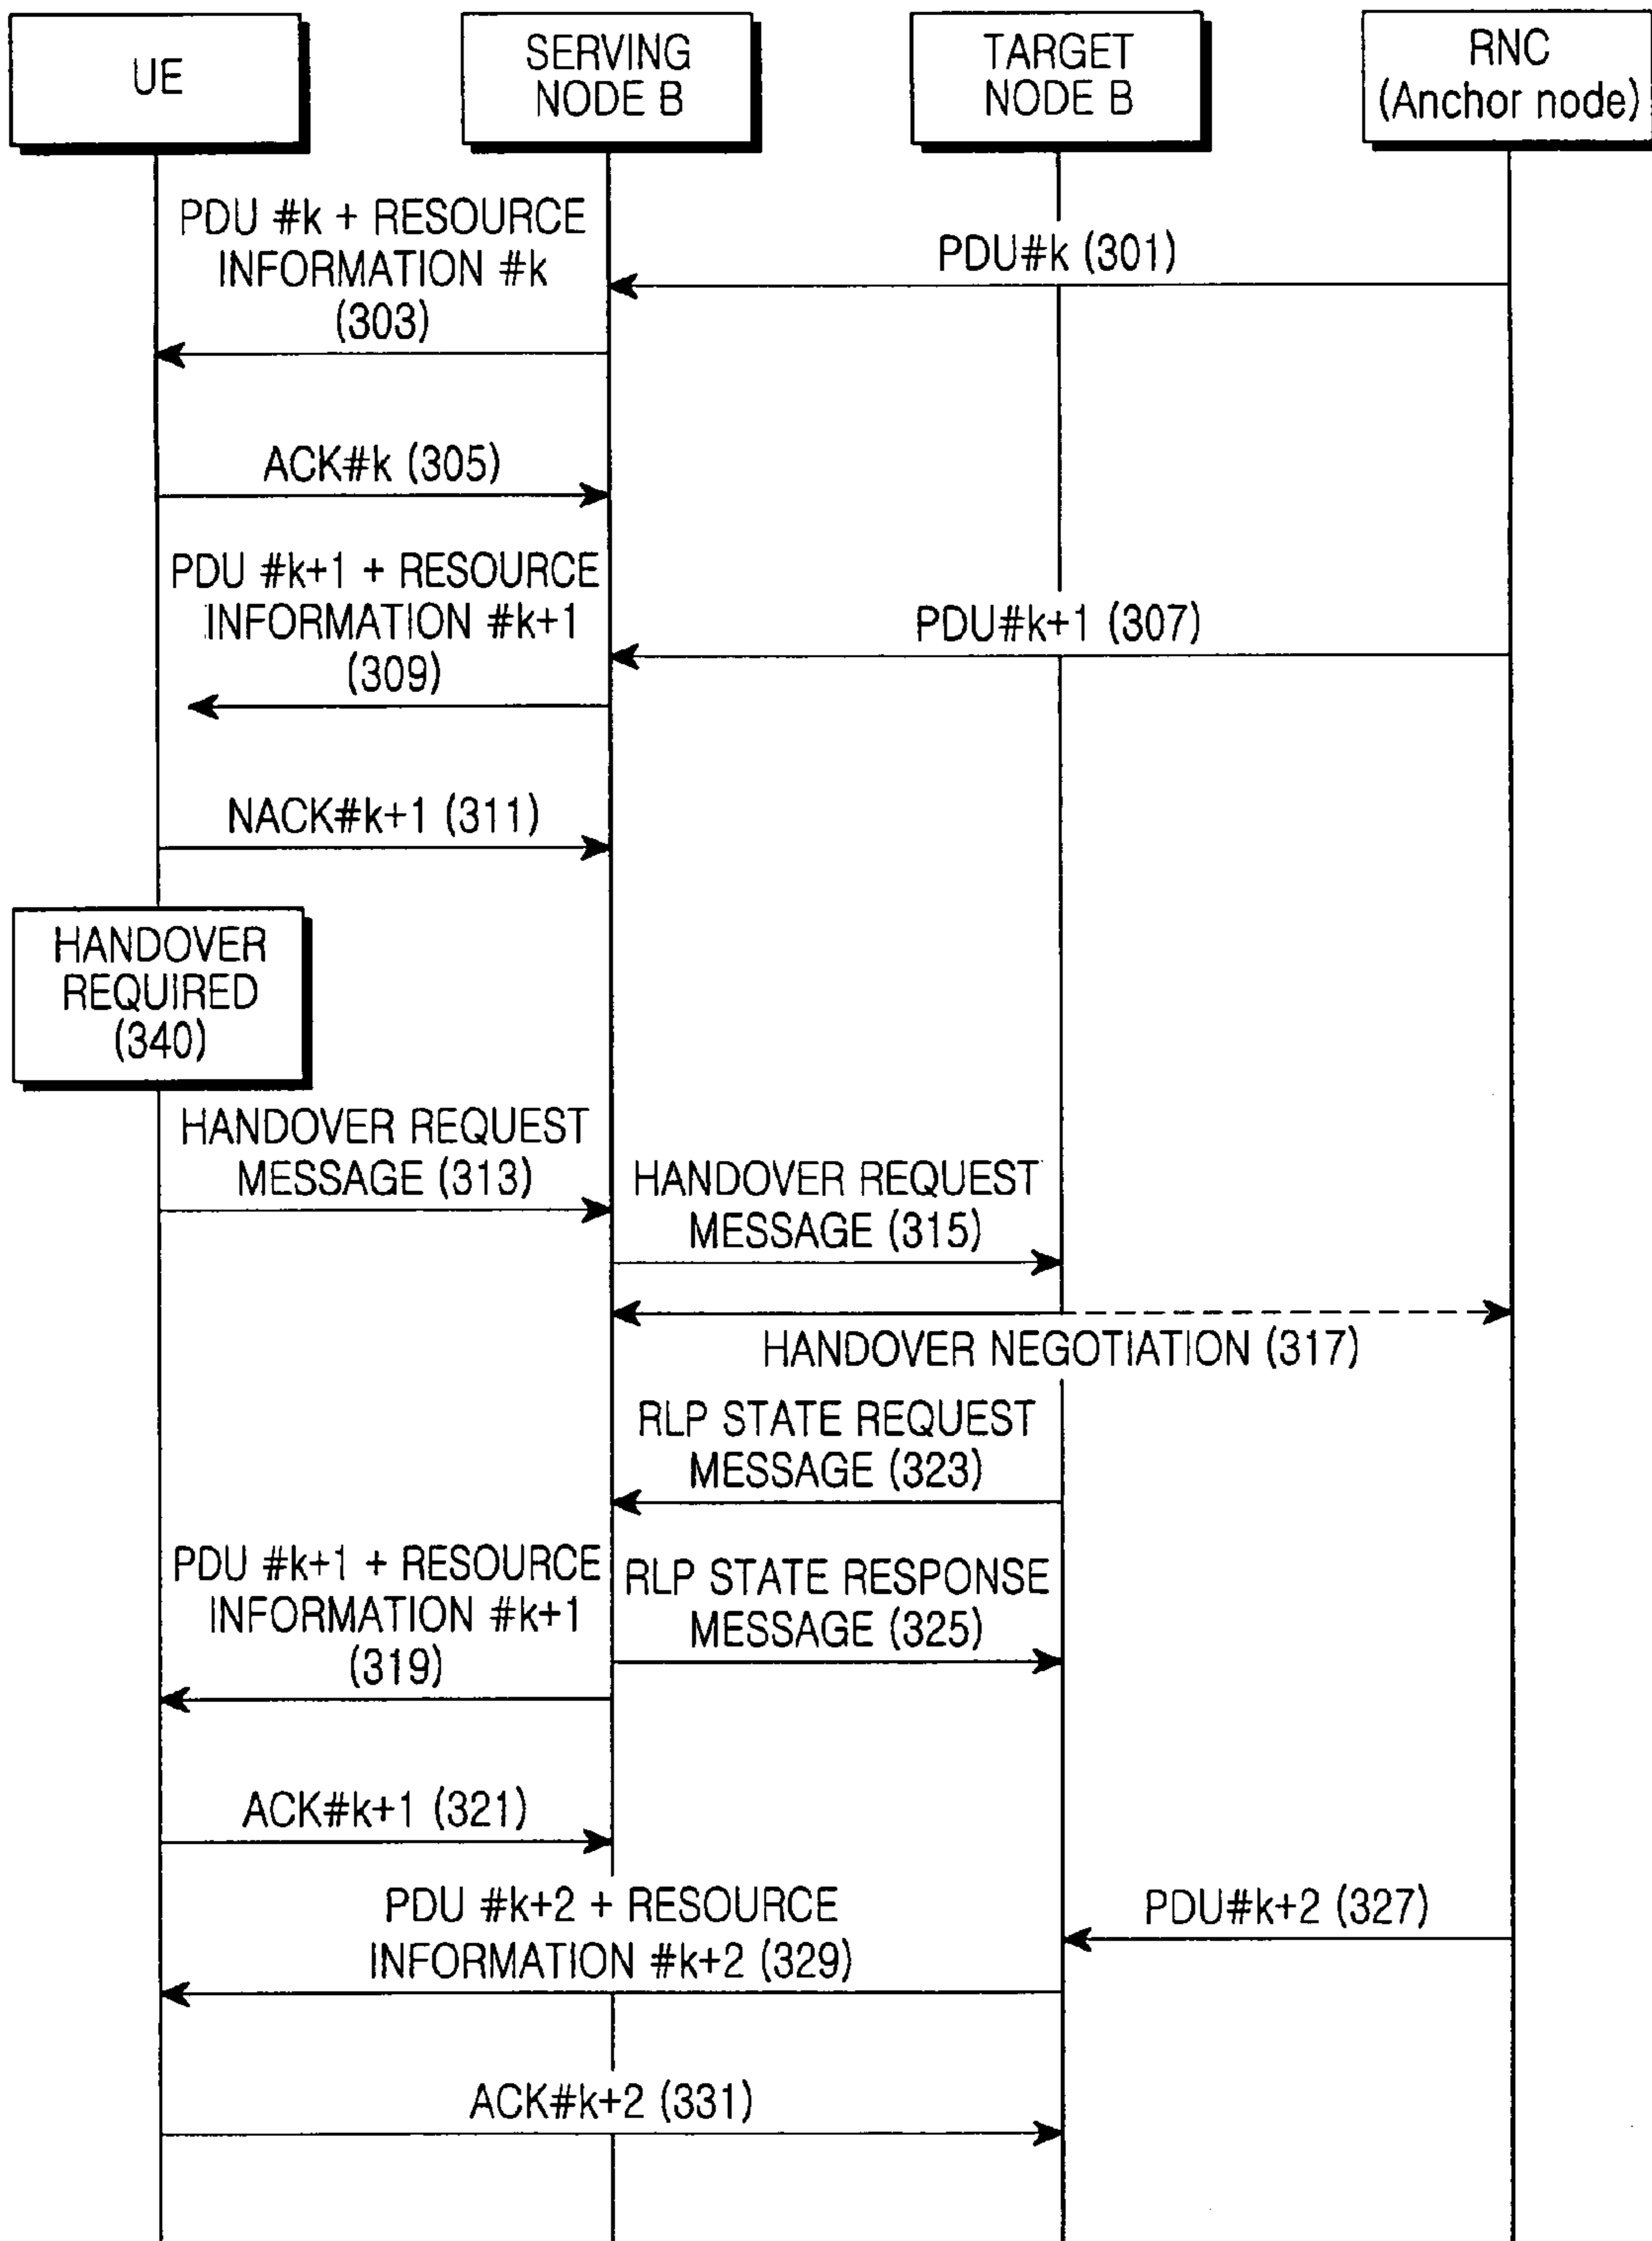 UE
SERVING
NODE B
TARGET
NODE B
RNC
(Anchor node)
PDU #k + RESOURCE
INFORMATION #k
(303)
PDU#k (301)
ACK#k (305)
PDU #k+1 + RESOURCE
INFORMATION #k+1
(309)
PDU#k+1 (307)
NACK#k+1 (311)
HANDOVER
REQUIRED
(340)
HANDOVER REQUEST
MESSAGE (313)
HANDOVER REQUEST
MESSAGE (315)
HANDOVER NEGOTIATION (317)
RLP STATE REQUEST
MESSAGE (323)
PDU #k+1 + RESOURCE
INFORMATION #k+1
(319)
RLP STATE RESPONSE
MESSAGE (325)
ACK#k+1 (321)
PDU #k+2 + RESOURCE
INFORMATION #k+2 (329)
PDU#k+2 (327)
ACK#k+2 (331)